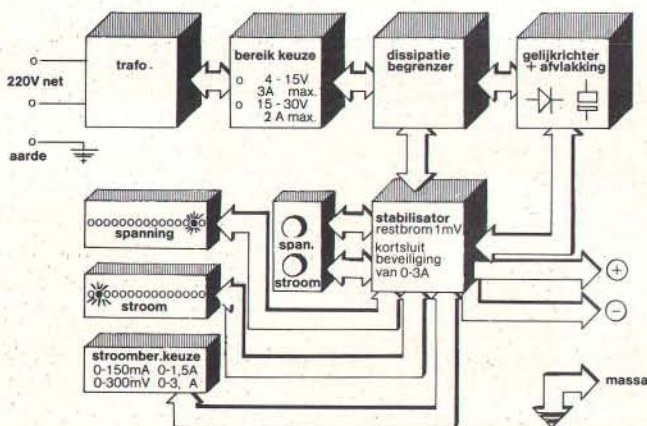 220V net
aarde
trafo.
bereik keuze
o 4 - 15V
3A max.
o 15 - 30V
2 A max.
dissipatie
begrenzer
gelijkrichter
+ afvlakking
spanning
stroom
span.
stroom
stabilisator
restbrom 1mV
kortsluit
beveiliging
van 0-3A
+
−
stroomber.keuze
0-150mA 0-1,5A
0-300mV 0-3, A
massa